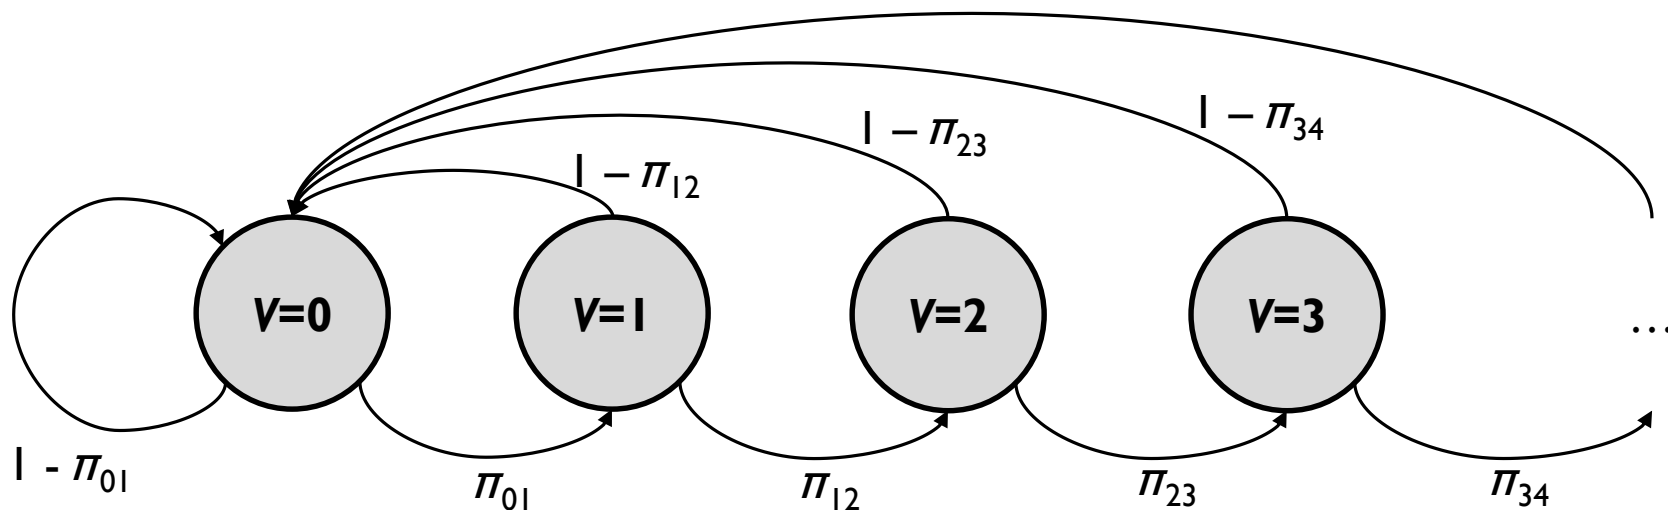 1 – π₃₄
1 – π₂₃
1 – π₁₂
V=0
V=1
V=2
V=3
...
1 - π₀₁
π₀₁
π₁₂
π₂₃
π₃₄